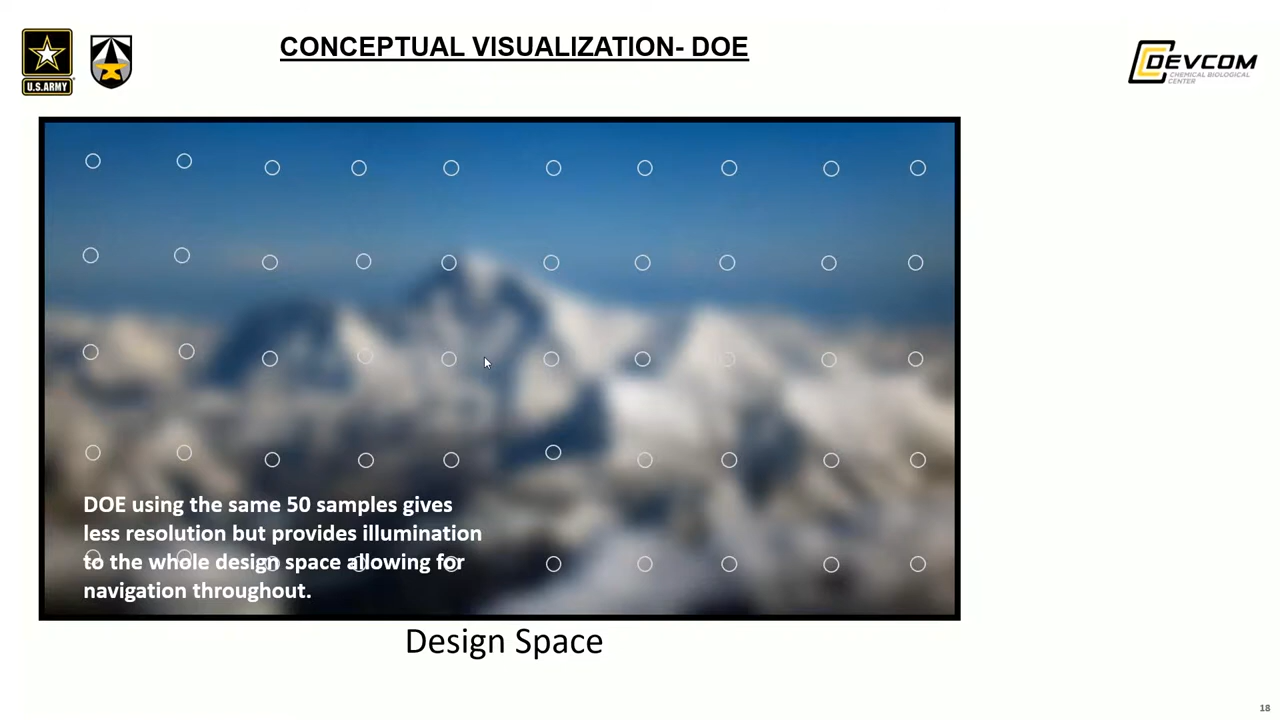 CONCEPTUAL VISUALIZATION- DOE
U.S.ARMY
DEVCOM
CHEMICAL BIOLOGICAL
CENTER
DOE using the same 50 samples gives
less resolution but provides illumination
to the whole design space allowing for
navigation throughout.
Design Space
18